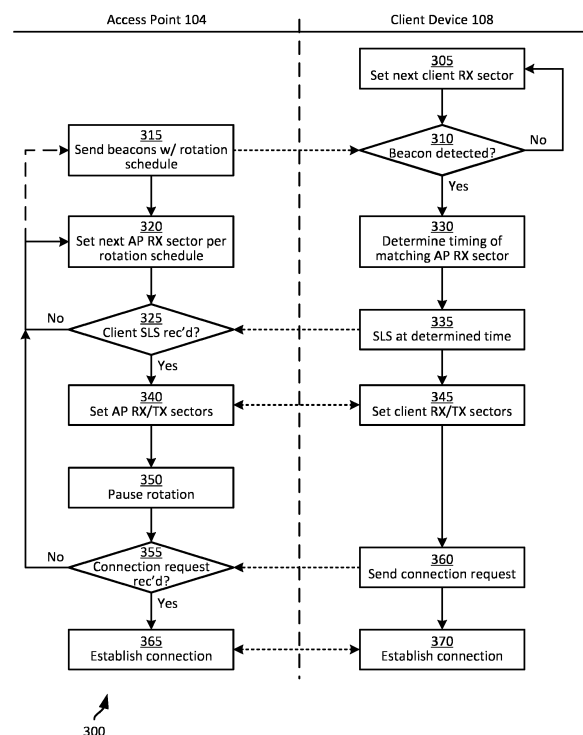 Access Point 104
Client Device 108
305
Set next client RX sector
310
Beacon detected?
No
Yes
315
Send beacons w/ rotation
schedule
320
Set next AP RX sector per
rotation schedule
330
Determine timing of
matching AP RX sector
No
325
Client SLS rec'd?
Yes
335
SLS at determined time
340
Set AP RX/TX sectors
345
Set client RX/TX sectors
350
Pause rotation
No
355
Connection request
rec'd?
Yes
360
Send connection request
365
Establish connection
370
Establish connection
300